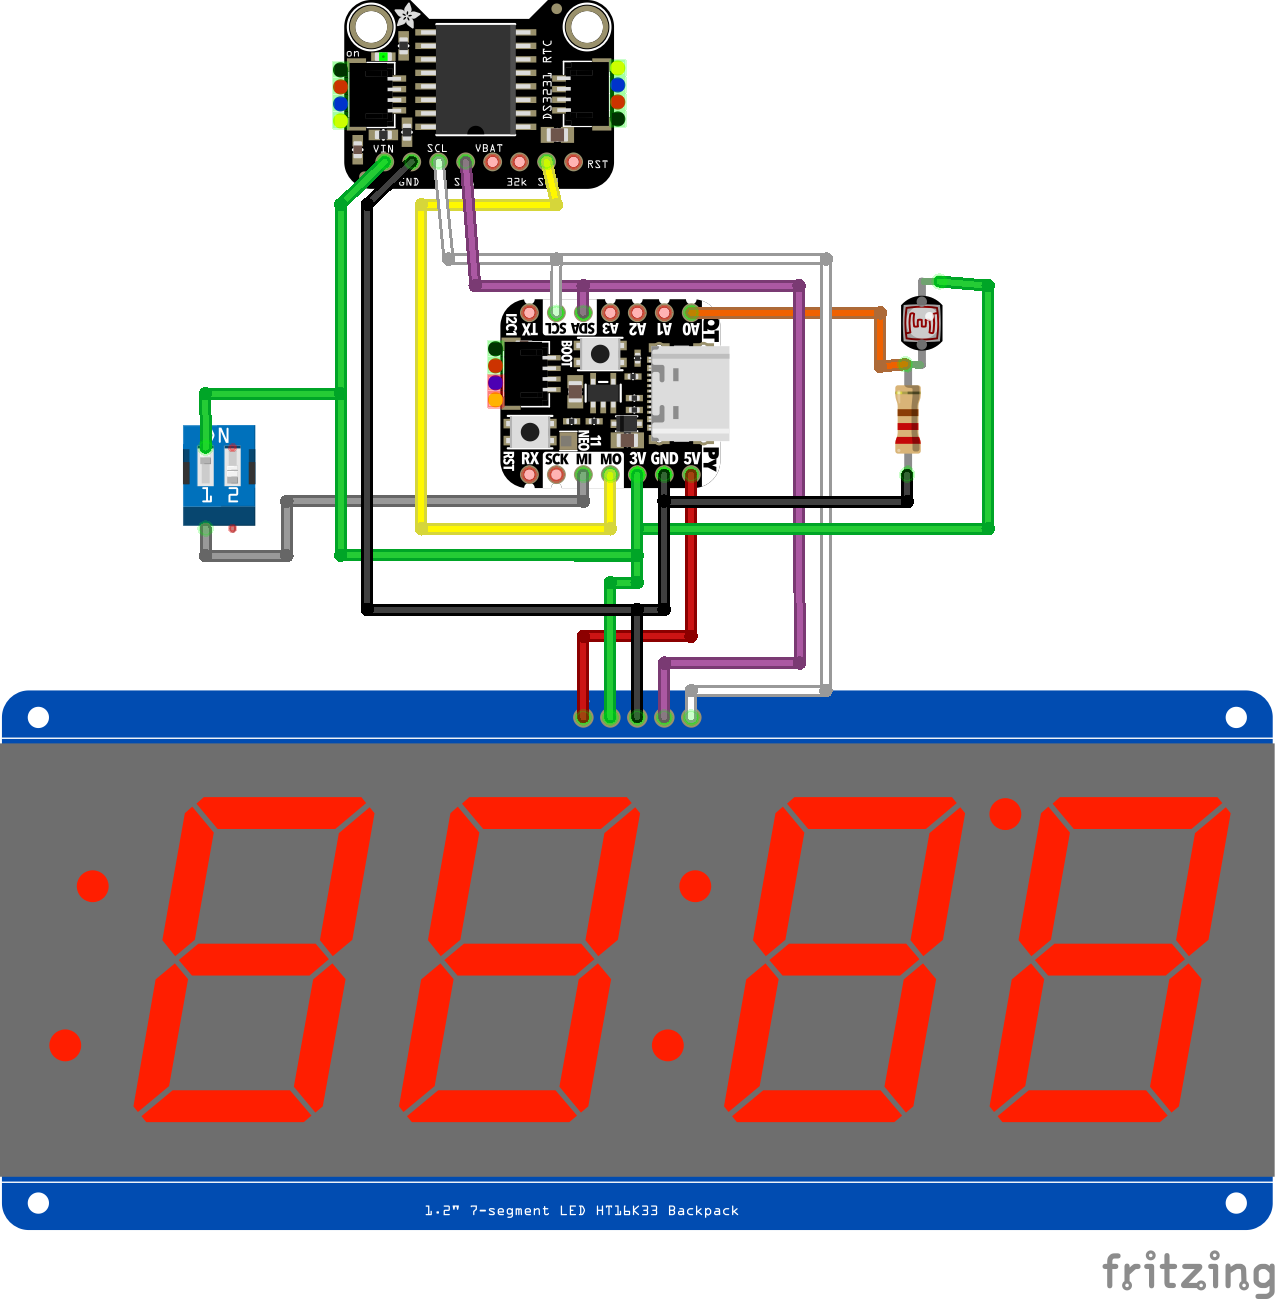 on
DS3231 RTC
VIN
SCL
VBAT
RST
GND
32k
I2C1
TX
SCL
SDA
A3
A2
A1
A0
QT
BOOT
NEO
11
RST
RX
SCK
MI
MO
3V
GND
5V
PY
ON
1 2
1.2" 7-segment LED HT16K33 Backpack
fritzing